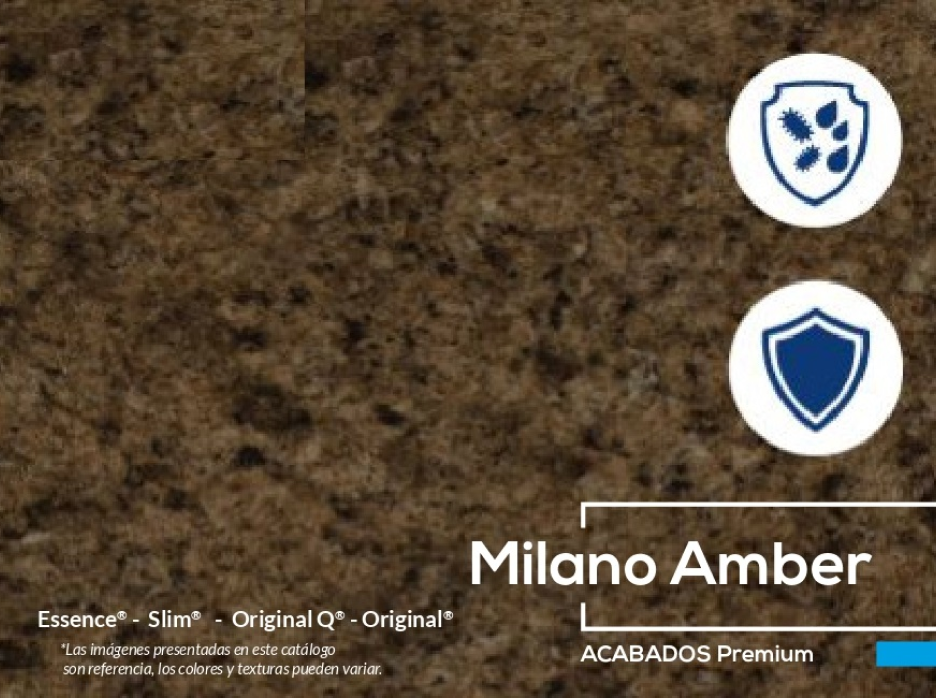 Milano Amber
Essence® - Slim® - Original Q® - Original®
*Las imágenes presentadas en este catálogo
son referencia, los colores y texturas pueden variar.
ACABADOS Premium